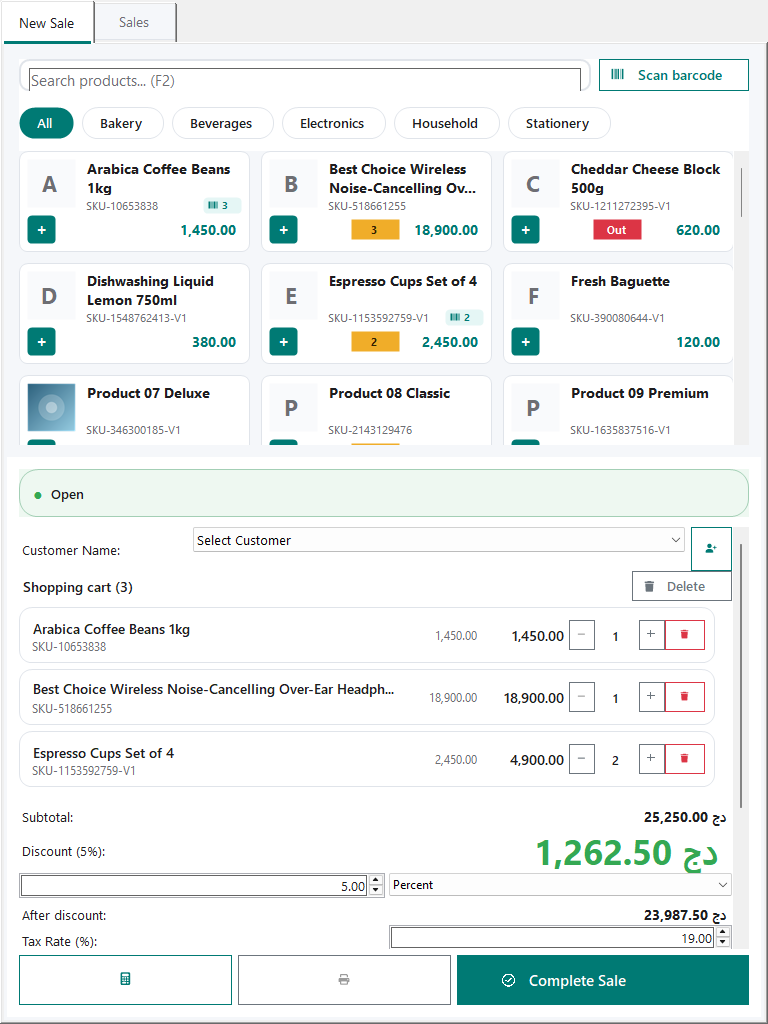 New Sale
Sales
Search products... (F2)
Scan barcode
All
Bakery
Beverages
Electronics
Household
Stationery
A
Arabica Coffee Beans
1kg
SKU-10653838
3
+
1,450.00
B
Best Choice Wireless
Noise-Cancelling Ov...
SKU-518661255
+
3
18,900.00
C
Cheddar Cheese Block
500g
SKU-1211272395-V1
+
Out
620.00
D
Dishwashing Liquid
Lemon 750ml
SKU-1548762413-V1
+
380.00
E
Espresso Cups Set of 4
SKU-1153592759-V1
2
+
2
2,450.00
F
Fresh Baguette
SKU-390080644-V1
+
120.00
Product 07 Deluxe
SKU-346300185-V1
P
Product 08 Classic
SKU-2143129476
P
Product 09 Premium
SKU-1635837516-V1
Open
Customer Name:
Select Customer
Shopping cart (3)
Delete
Arabica Coffee Beans 1kg
SKU-10653838
1,450.00
1,450.00
−
1
+
Best Choice Wireless Noise-Cancelling Over-Ear Headph...
SKU-518661255
18,900.00
18,900.00
−
1
+
Espresso Cups Set of 4
SKU-1153592759-V1
2,450.00
4,900.00
−
2
+
Subtotal:
25,250.00 دج
Discount (5%):
1,262.50 دج
5.00
Percent
After discount:
23,987.50 دج
Tax Rate (%):
19.00
Complete Sale